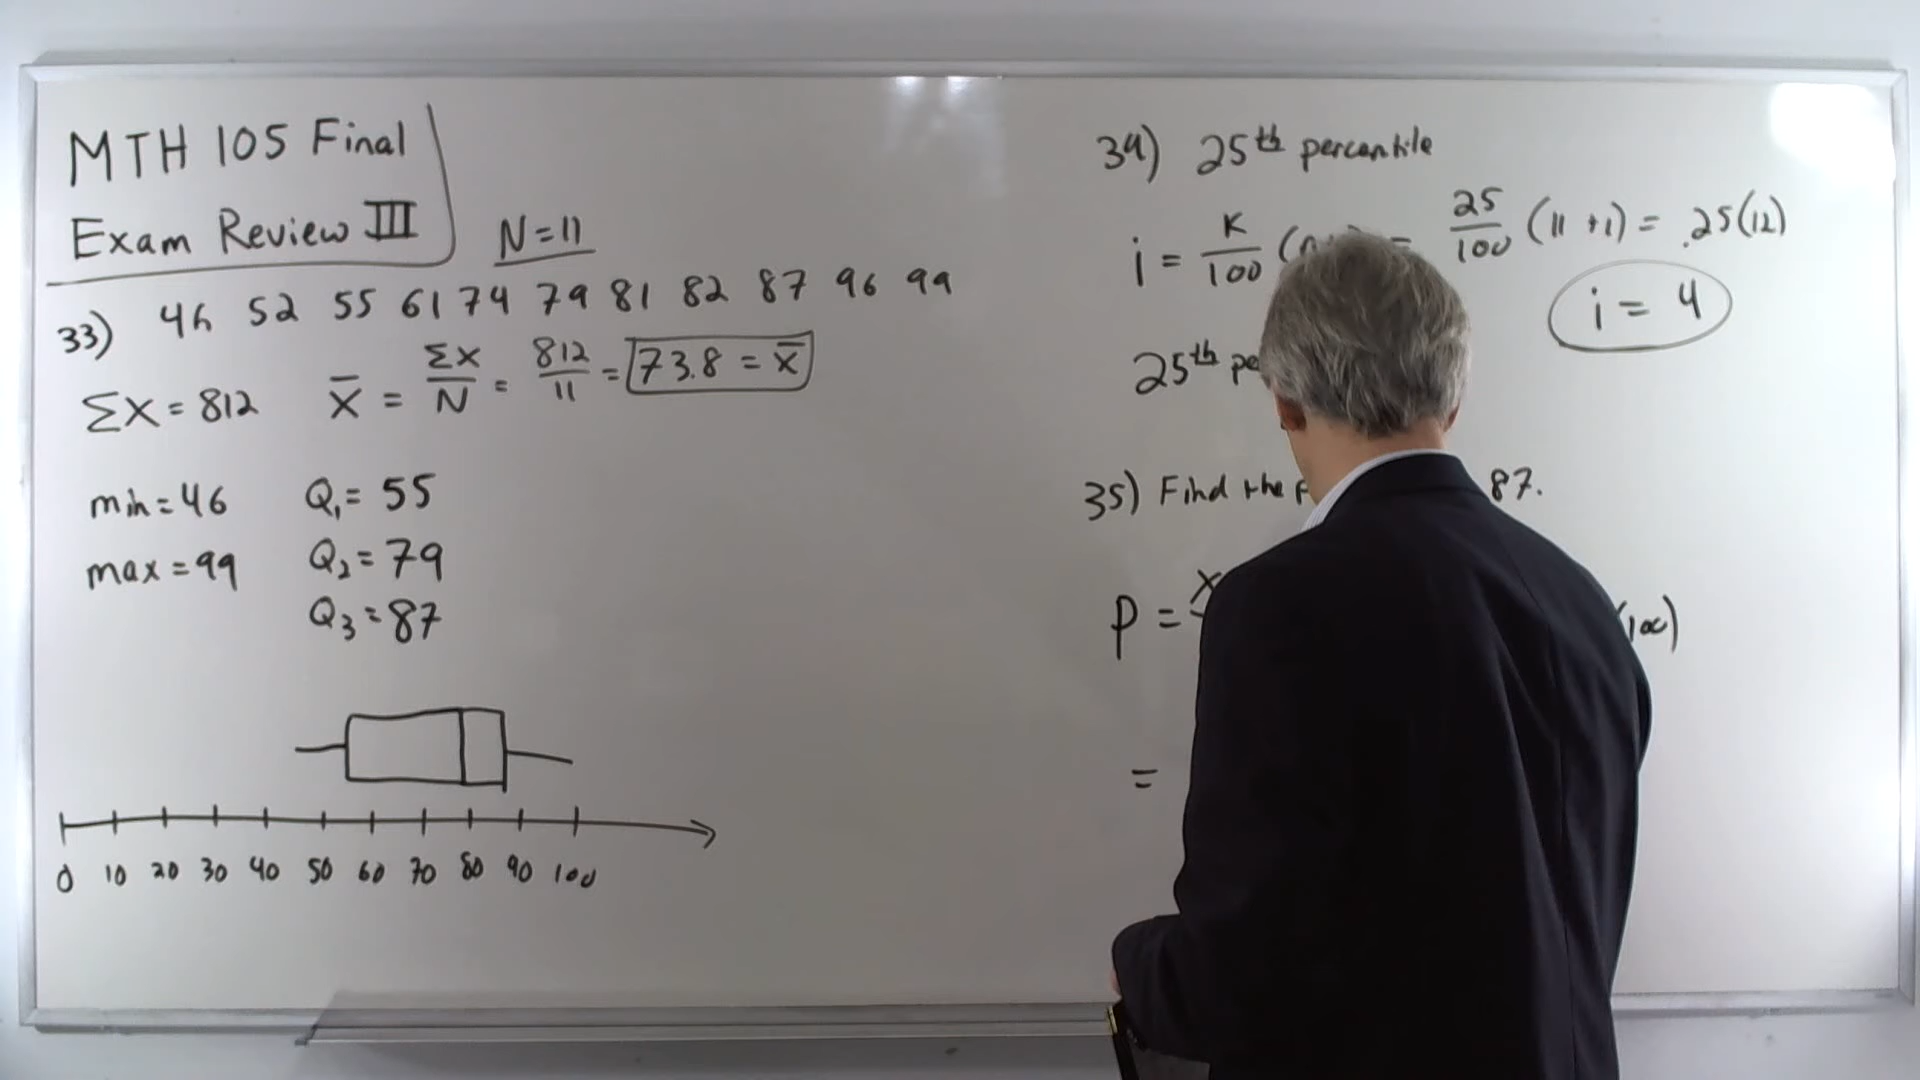 MTH 105 Final
Exam Review III
N=11
33) 46 52 55 61 74 79 81 82 87 96 99
Σx = 812 x̄ = Σx/N = 812/11 = 73.8 = x̄
min = 46 Q₁ = 55
max = 99 Q₂ = 79
Q₃ = 87
0 10 20 30 40 50 60 70 80 90 100
34) 25th percentile
i = K/100 ( = 25/100 (11+1) = .25(12)
i = 4
25th
35) Find the 87.
P = x (100)
=